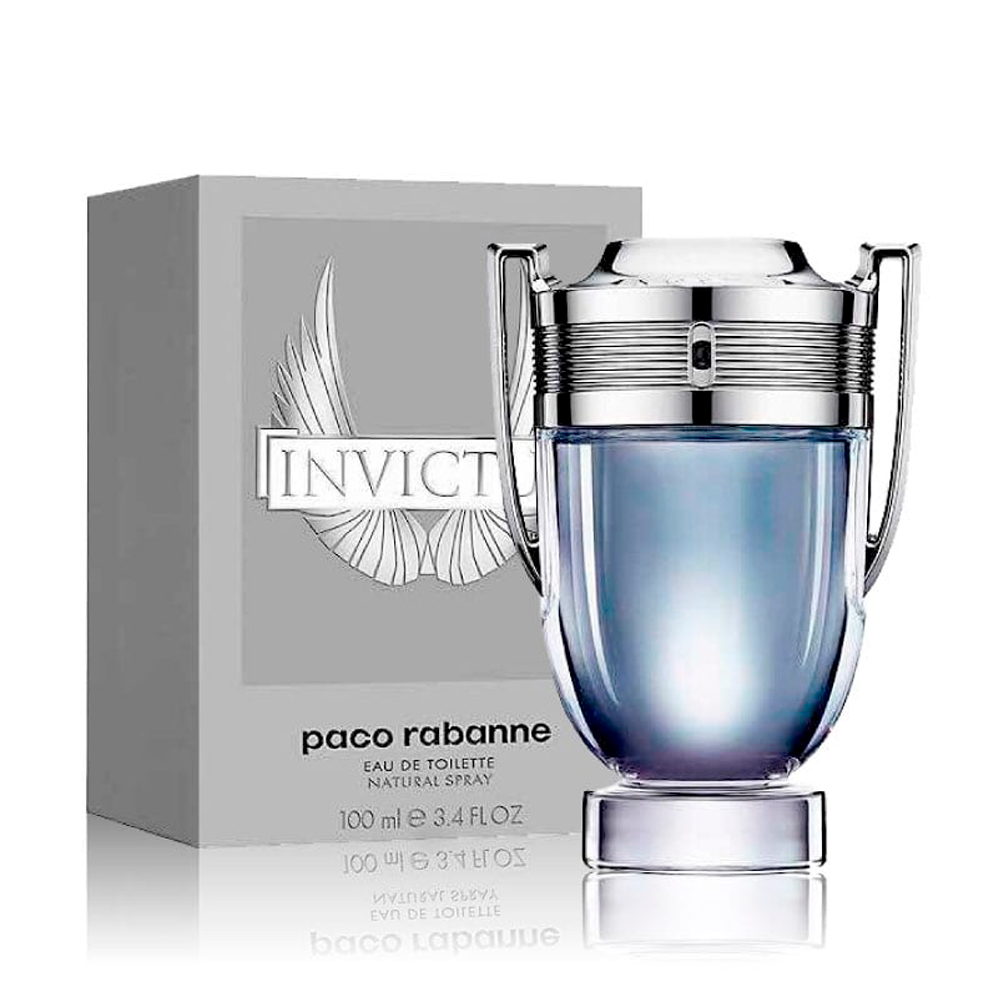 INVICTU
paco rabanne
EAU DE TOILETTE
NATURAL SPRAY
100 ml ℮ 3.4 FL OZ